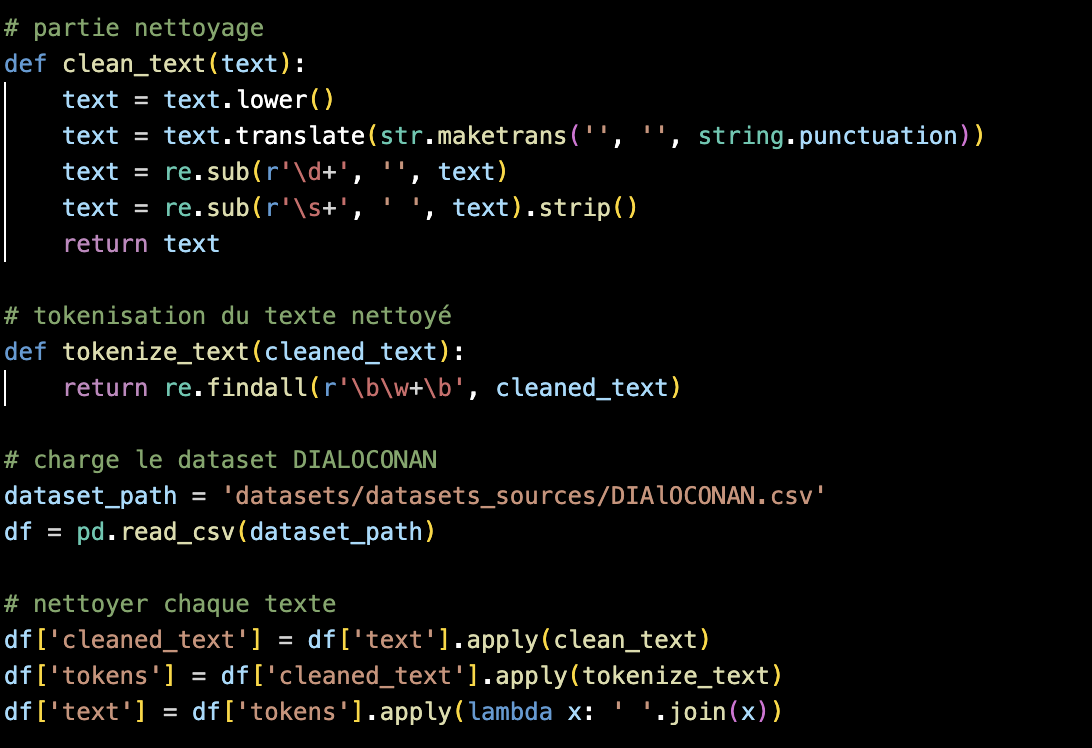 # partie nettoyage
def clean_text(text):
    text = text.lower()
    text = text.translate(str.maketrans('', '', string.punctuation))
    text = re.sub(r'\d+', '', text)
    text = re.sub(r'\s+', ' ', text).strip()
    return text
# tokenisation du texte nettoyé
def tokenize_text(cleaned_text):
    return re.findall(r'\b\w+\b', cleaned_text)
# charge le dataset DIALOCONAN
dataset_path = 'datasets/datasets_sources/DIAlOCONAN.csv'
df = pd.read_csv(dataset_path)
# nettoyer chaque texte
df['cleaned_text'] = df['text'].apply(clean_text)
df['tokens'] = df['cleaned_text'].apply(tokenize_text)
df['text'] = df['tokens'].apply(lambda x: ' '.join(x))